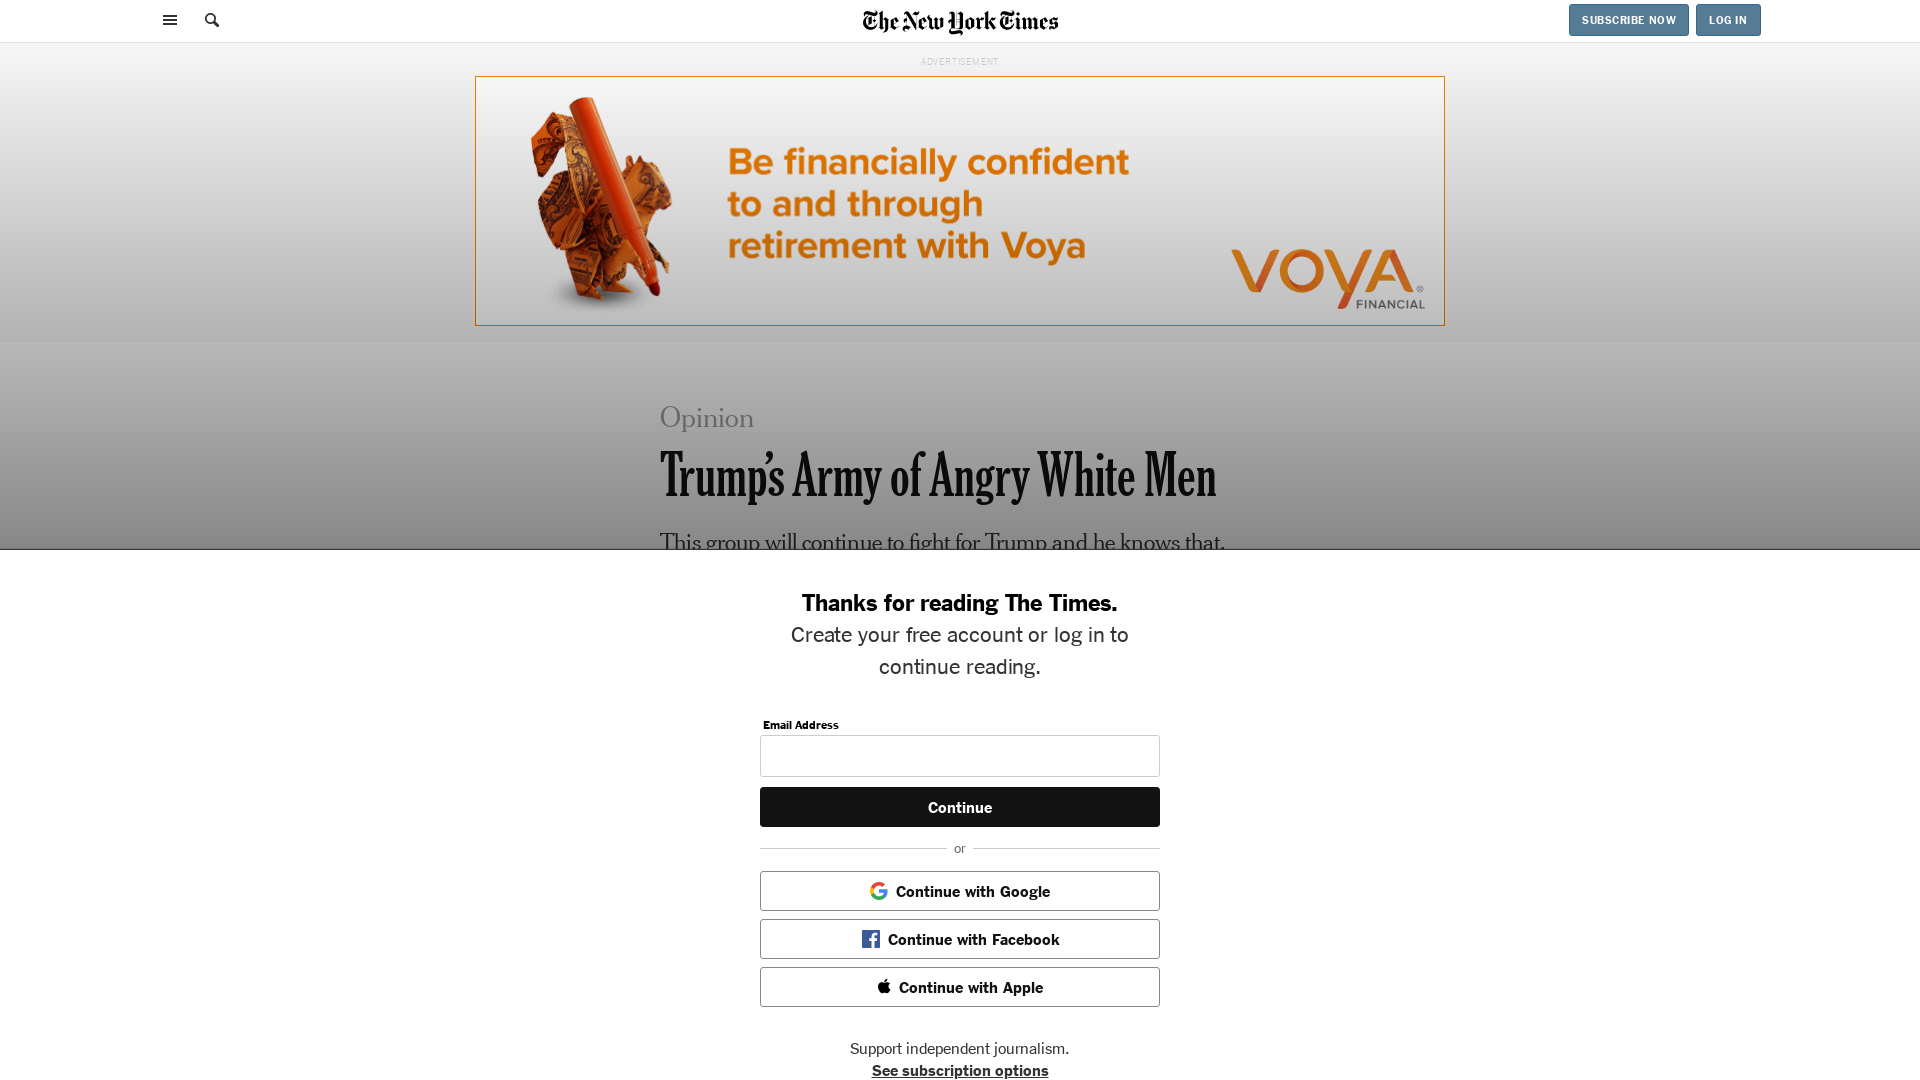 The New York Times
SUBSCRIBE NOW
LOG IN
ADVERTISEMENT
Be financially confident
to and through
retirement with Voya
VOYA®
FINANCIAL
Opinion
Trump's Army of Angry White Men
This group will continue to fight for Trump and he knows that.
Thanks for reading The Times.
Create your free account or log in to
continue reading.
Email Address
Continue
or
Continue with Google
Continue with Facebook
Continue with Apple
Support independent journalism.
See subscription options